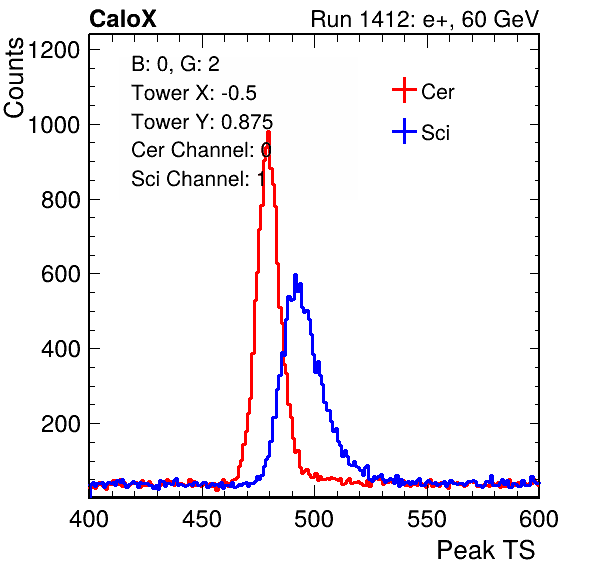 CaloX
Run 1412: e+, 60 GeV
Counts
1200
1000
800
600
400
200
B: 0, G: 2
Tower X: -0.5
Tower Y: 0.875
Cer Channel: 0
Sci Channel: 1
Cer
Sci
400 450 500 550 600
Peak TS